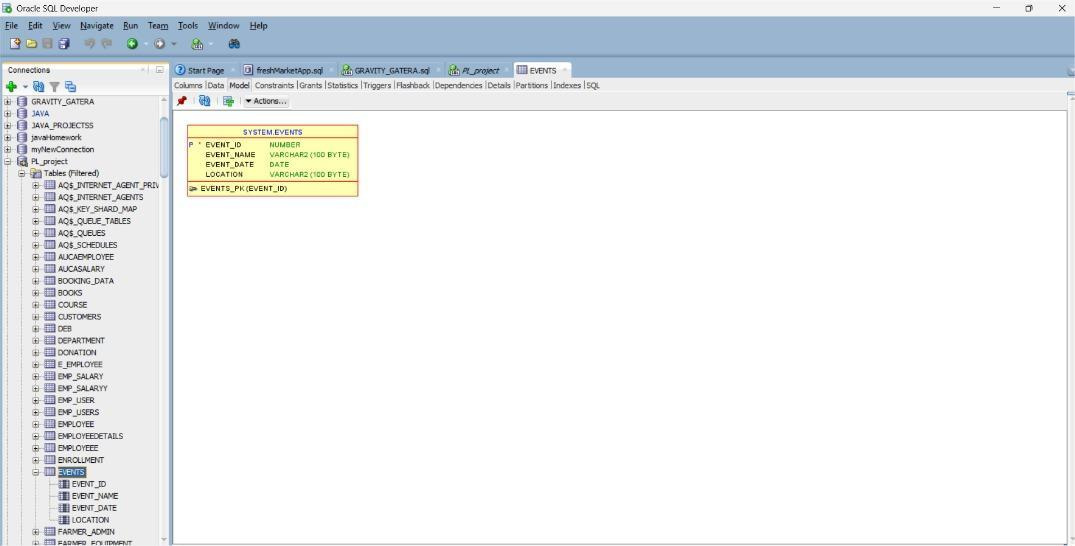 Oracle SQL Developer
File Edit View Navigate Run Team Tools Window Help
Connections
GRAVITY_GATERA
JAVA
JAVA_PROJECTSS
javaHomework
myNewConnection
PL_project
Tables (Filtered)
AQ$_INTERNET_AGENT_PRIV
AQ$_INTERNET_AGENTS
AQ$_KEY_SHARD_MAP
AQ$_QUEUE_TABLES
AQ$_QUEUES
AQ$_SCHEDULES
AUCAEMPLOYEE
AUCASALARY
BOOKING_DATA
BOOKS
COURSE
CUSTOMERS
DEB
DEPARTMENT
DONATION
E_EMPLOYEE
EMP_SALARY
EMP_SALARYY
EMP_USER
EMP_USERS
EMPLOYEE
EMPLOYEEDETAILS
EMPLOYEEE
ENROLLMENT
EVENTS
EVENT_ID
EVENT_NAME
EVENT_DATE
LOCATION
FARMER_ADMIN
FARMER_EQUIPMENT
Start Page freshMarketApp.sql GRAVITY_GATERA.sql PL_project EVENTS
Columns Data Model Constraints Grants Statistics Triggers Flashback Dependencies Details Partitions Indexes SQL
Actions...
SYSTEM.EVENTS
P * EVENT_ID NUMBER
EVENT_NAME VARCHAR2 (100 BYTE)
EVENT_DATE DATE
LOCATION VARCHAR2 (100 BYTE)
EVENTS_PK (EVENT_ID)